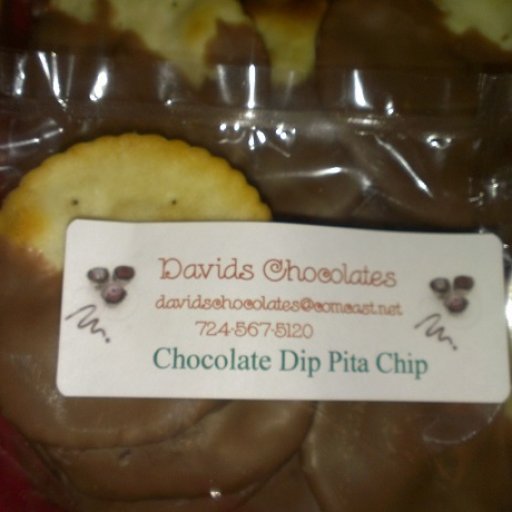 Davids Chocolates
davidschocolates@comcast.net
724-567-5120
Chocolate Dip Pita Chip